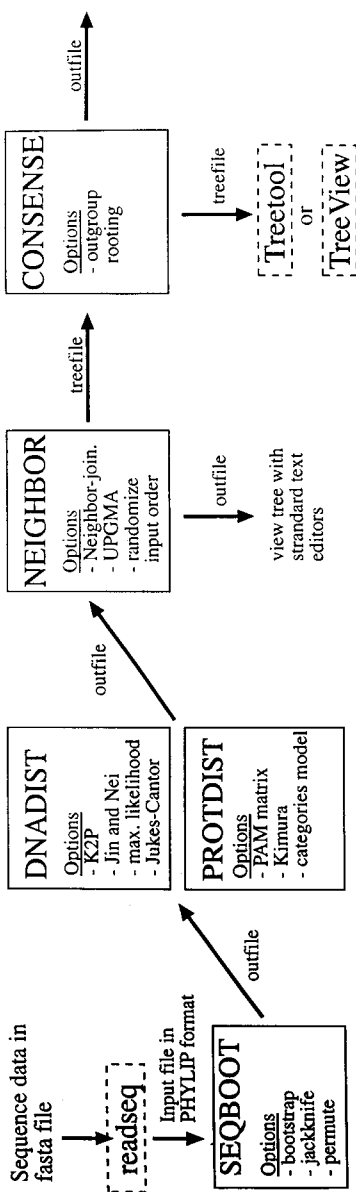 Sequence data in
fasta file
readseq
Input file in
PHYLIP format
SEQBOOT
Options
- bootstrap
- jackknife
- permute
outfile
DNADIST
Options
- K2P
- Jin and Nei
- max. likelihood
- Jukes-Cantor
PROTDIST
Options
- PAM matrix
- Kimura
- categories model
outfile
NEIGHBOR
Options
- Neighbor-join.
- UPGMA
- randomize
input order
outfile
view tree with
strandard text
editors
treefile
CONSENSE
Options
- outgroup
rooting
outfile
treefile
Treetool
or
TreeView